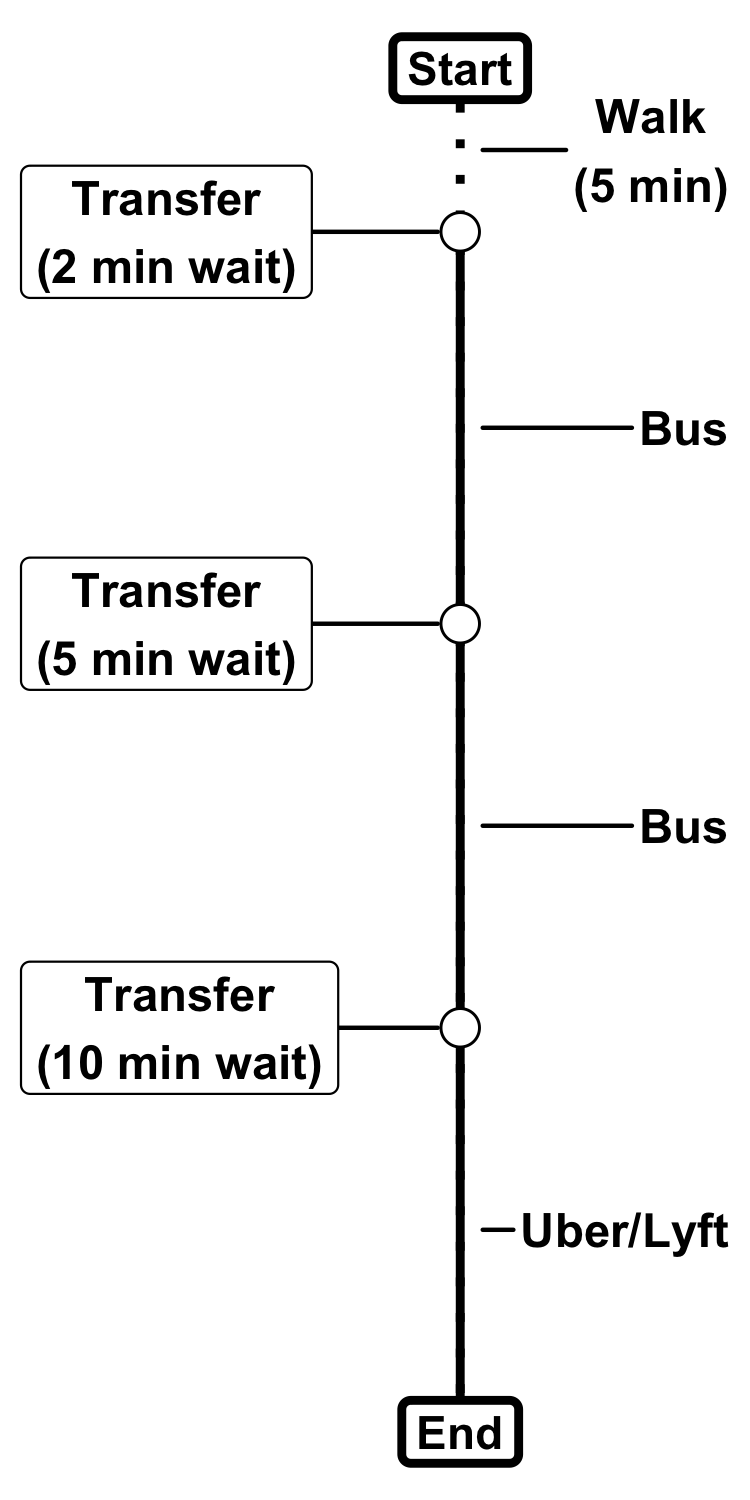 Start
Walk
(5 min)
Transfer
(2 min wait)
Bus
Transfer
(5 min wait)
Bus
Transfer
(10 min wait)
Uber/Lyft
End